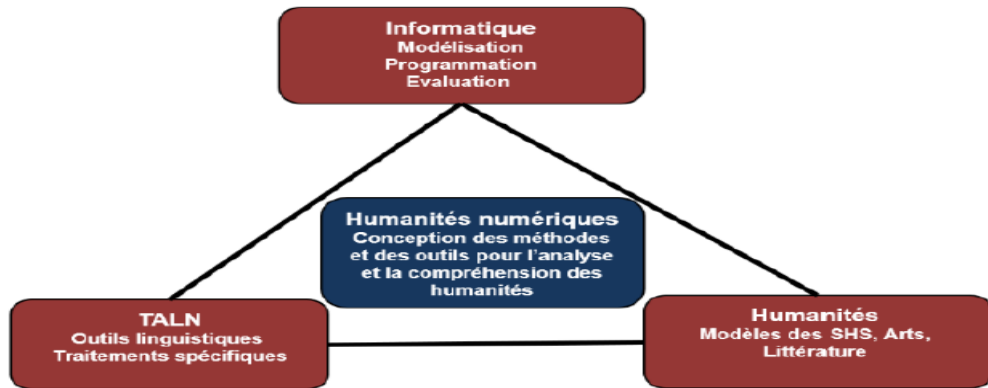 Informatique
Modélisation
Programmation
Evaluation
Humanités numériques
Conception des méthodes
et des outils pour l'analyse
et la compréhension des
humanités
TALN
Outils linguistiques
Traitements spécifiques
Humanités
Modèles des SHS, Arts,
Littérature